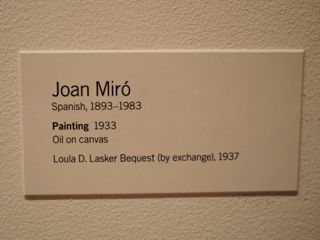 Joan Miró
Spanish, 1893–1983
Painting 1933
Oil on canvas
Loula D. Lasker Bequest (by exchange), 1937